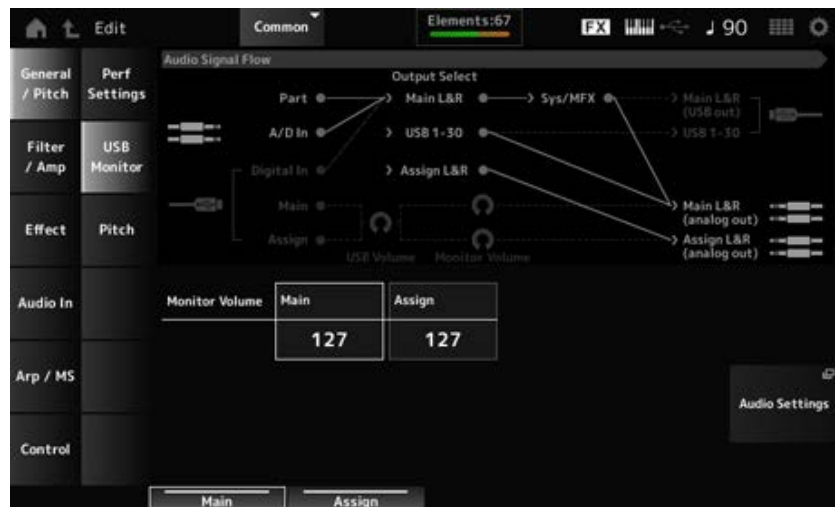 Edit
Common
Elements:67
FX
♩ 90
General / Pitch
Perf Settings
Filter / Amp
USB Monitor
Effect
Pitch
Audio In
Arp / MS
Control
Audio Signal Flow
Output Select
Part
Main L&R
Sys/MFX
Main L&R (USB out)
A/D In
USB 1-30
USB 1-30
Digital In
Assign L&R
Main
Main L&R (analog out)
Assign
Assign L&R (analog out)
USB Volume
Monitor Volume
Monitor Volume
Main
Assign
127
127
Audio Settings
Main
Assign